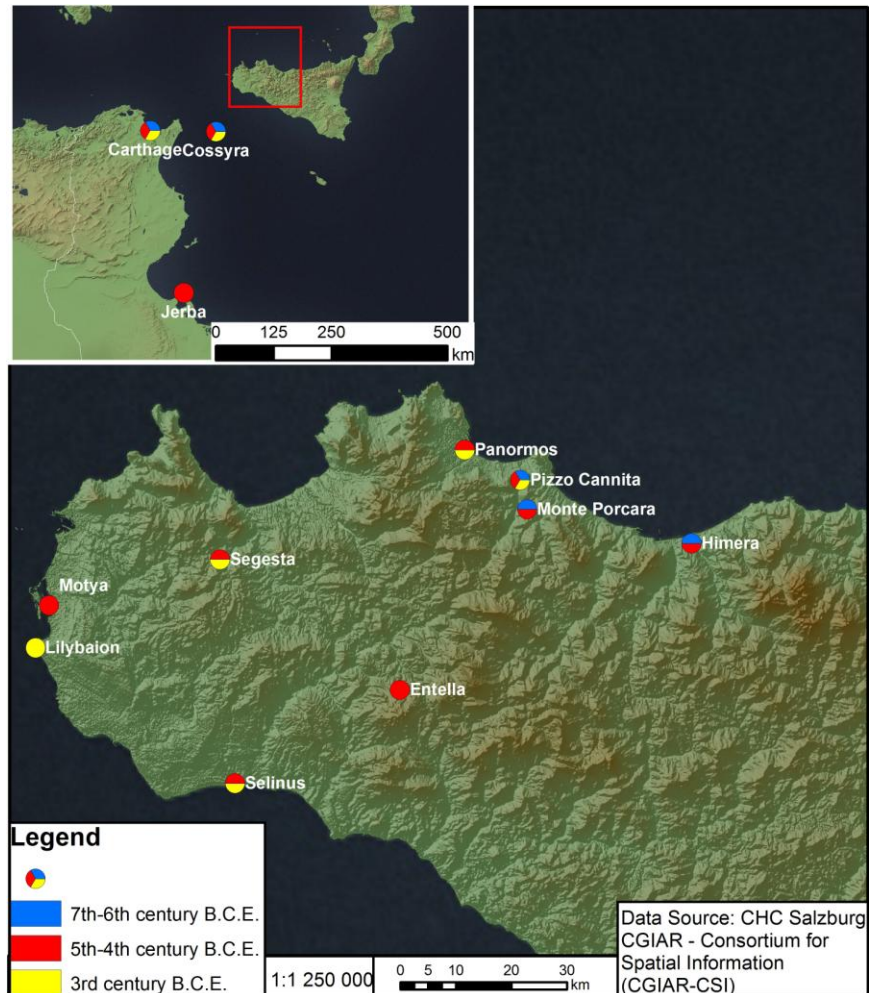 Carthage
Cossyra
Jerba
0 125 250 500
km
Panormos
Pizzo Cannita
Monte Porcara
Himera
Segesta
Motya
Lilybaion
Entella
Selinus
Legend
7th-6th century B.C.E.
5th-4th century B.C.E.
3rd century B.C.E.
1:1 250 000
0 5 10 20 30
km
Data Source: CHC Salzburg
CGIAR - Consortium for
Spatial Information
(CGIAR-CSI)